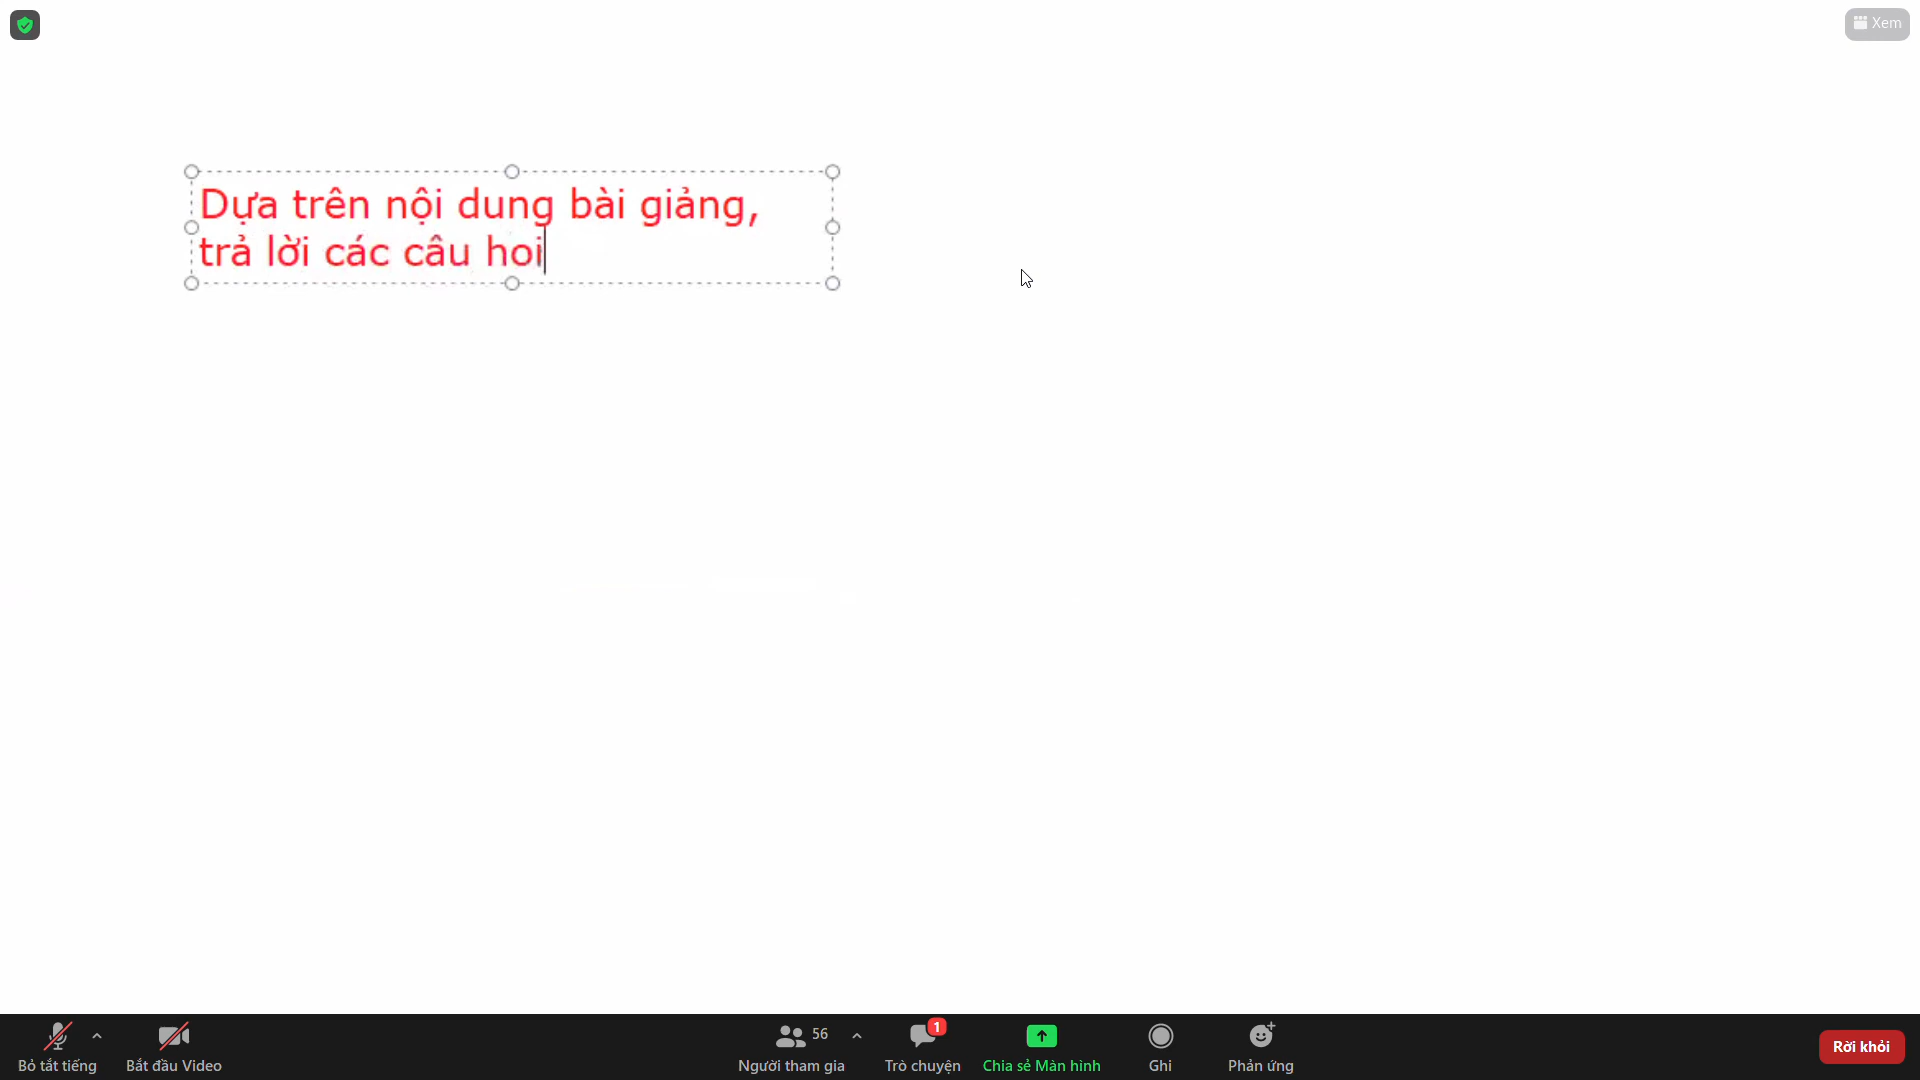 Xem
Dựa trên nội dung bài giảng,
trả lời các câu hoi
Bỏ tắt tiếng
Bắt đầu Video
56
Người tham gia
1
Trò chuyện
Chia sẻ Màn hình
Ghi
Phản ứng
Rời khỏi